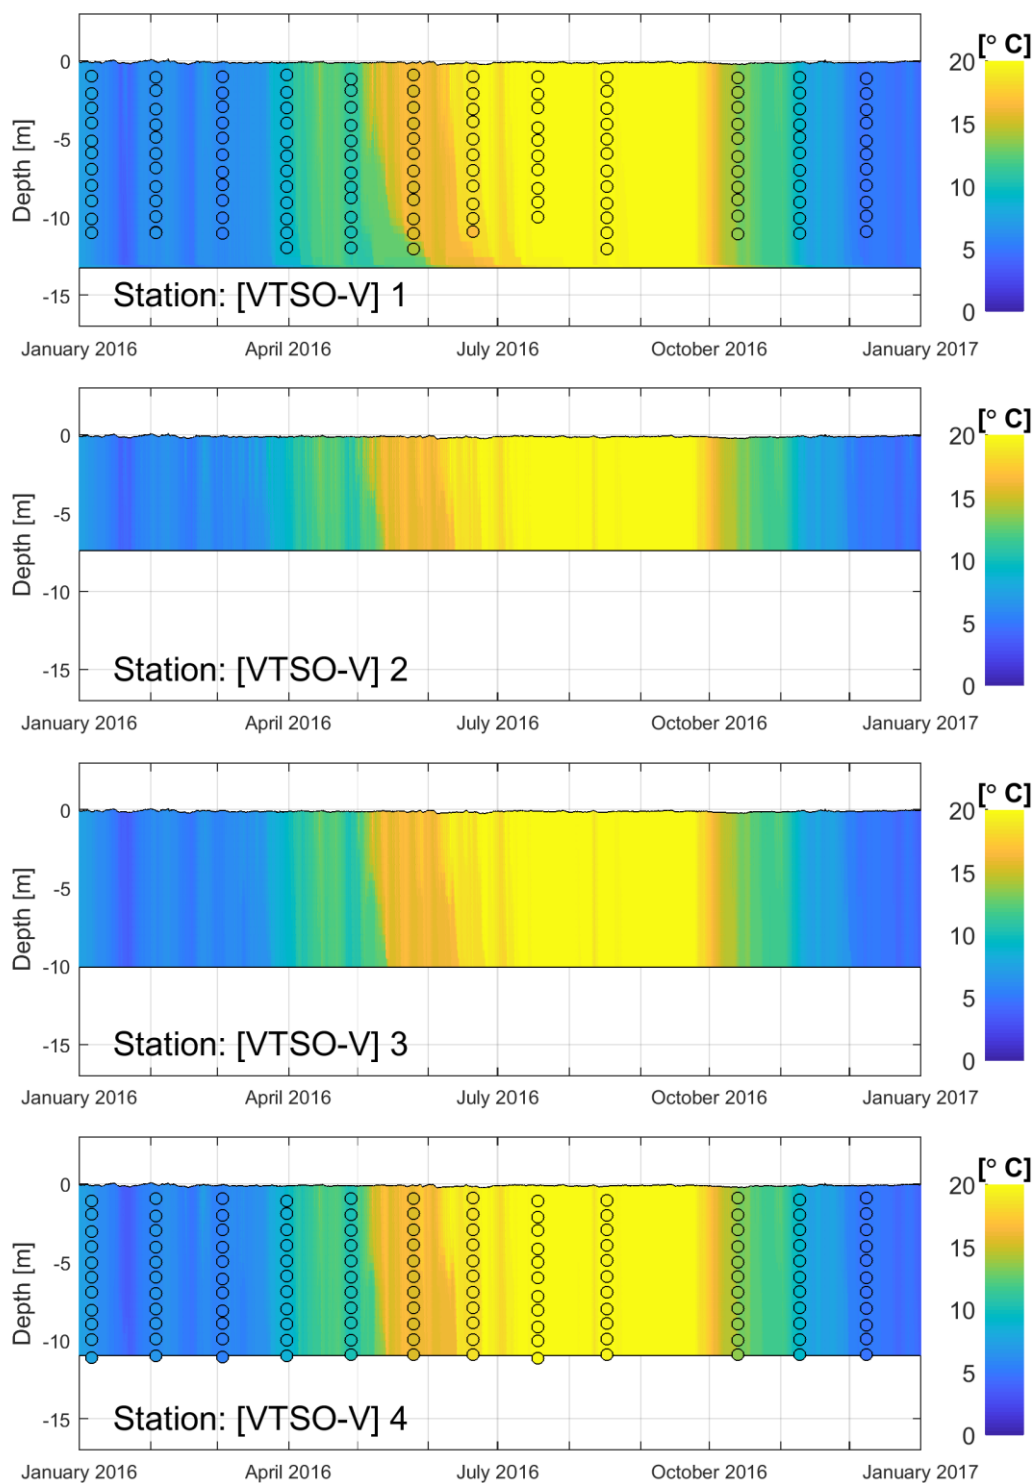 [° C]
20
0
15
-5
Depth [m]
10
-10
5
-15
Station: [VTSO-V] 1
0
January 2016 April 2016 July 2016 October 2016 January 2017
[° C]
20
0
15
-5
Depth [m]
10
-10
5
-15
Station: [VTSO-V] 2
0
January 2016 April 2016 July 2016 October 2016 January 2017
[° C]
20
0
15
-5
Depth [m]
10
-10
5
-15
Station: [VTSO-V] 3
0
January 2016 April 2016 July 2016 October 2016 January 2017
[° C]
20
0
15
-5
Depth [m]
10
-10
5
-15
Station: [VTSO-V] 4
0
January 2016 April 2016 July 2016 October 2016 January 2017